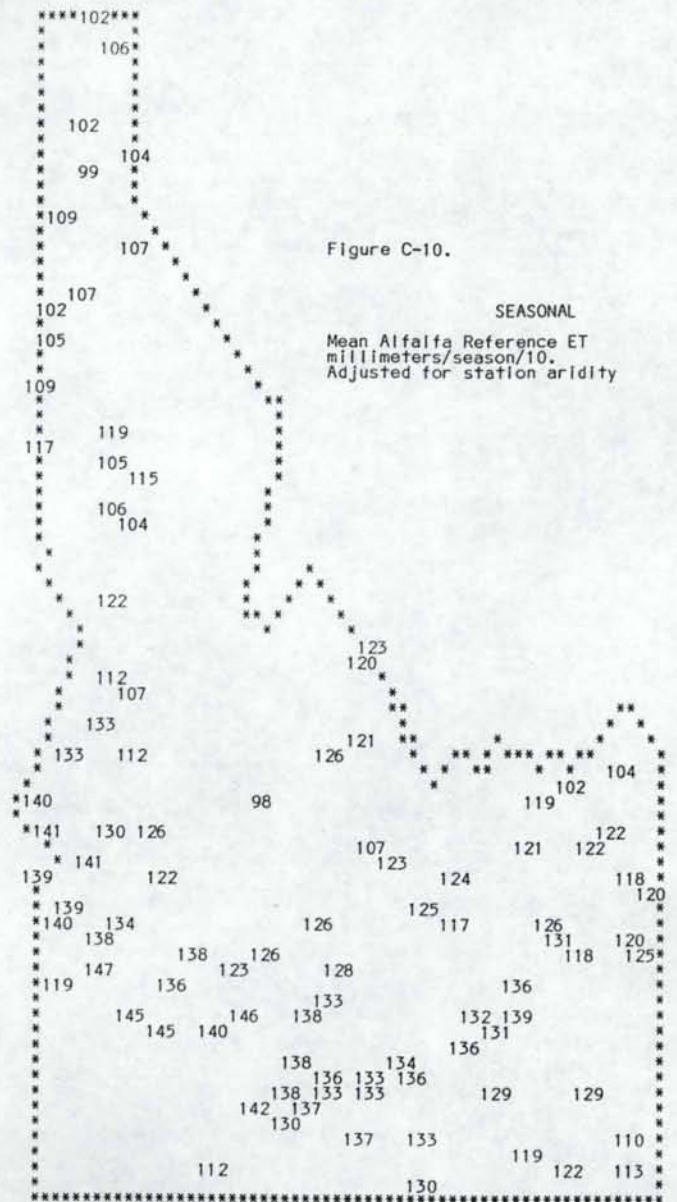 ****102*****
106
102
104
99
109
107
Figure C-10.
107
SEASONAL
102
105
Mean Alfalfa Reference ET
millimeters/season/10.
Adjusted for station aridity
109
119
117
105
115
106
104
122
123
120
112
107
133
121
133 112 126
104
102
140 98 119
141 130 126 122
107 121 122
141 123
139 122 124 118
120
139 125
140 134 126 117 126
138 131 120
138 126 118 125
147 123 128
119 136 136
133
145 146 138 132 139
145 140 131
136
138 134
136 133 136
138 133 133 129 129
142 137
130
137 133 110
119
112 122 113
130